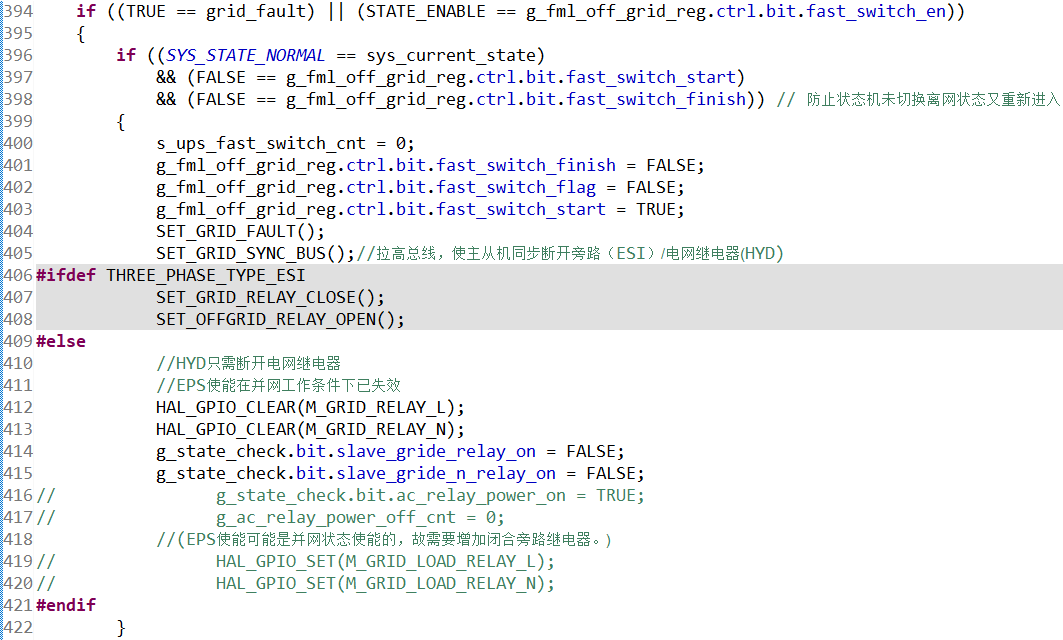 394    if ((TRUE == grid_fault) || (STATE_ENABLE == g_fml_off_grid_reg.ctrl.bit.fast_switch_en))
395    {
396        if ((SYS_STATE_NORMAL == sys_current_state)
397            && (FALSE == g_fml_off_grid_reg.ctrl.bit.fast_switch_start)
398            && (FALSE == g_fml_off_grid_reg.ctrl.bit.fast_switch_finish)) // 防止状态机未切换离网状态又重新进入
399        {
400            s_ups_fast_switch_cnt = 0;
401            g_fml_off_grid_reg.ctrl.bit.fast_switch_finish = FALSE;
402            g_fml_off_grid_reg.ctrl.bit.fast_switch_flag = FALSE;
403            g_fml_off_grid_reg.ctrl.bit.fast_switch_start = TRUE;
404            SET_GRID_FAULT();
405            SET_GRID_SYNC_BUS();//拉高总线，使主从机同步断开旁路（ESI）/电网继电器(HYD)
406#ifdef THREE_PHASE_TYPE_ESI
407            SET_GRID_RELAY_CLOSE();
408            SET_OFFGRID_RELAY_OPEN();
409#else
410            //HYD只需断开电网继电器
411            //EPS使能在并网工作条件下已失效
412            HAL_GPIO_CLEAR(M_GRID_RELAY_L);
413            HAL_GPIO_CLEAR(M_GRID_RELAY_N);
414            g_state_check.bit.slave_gride_relay_on = FALSE;
415            g_state_check.bit.slave_gride_n_relay_on = FALSE;
416//                g_state_check.bit.ac_relay_power_on = TRUE;
417//                g_ac_relay_power_off_cnt = 0;
418            //(EPS使能可能是并网状态使能的，故需要增加闭合旁路继电器。)
419//                HAL_GPIO_SET(M_GRID_LOAD_RELAY_L);
420//                HAL_GPIO_SET(M_GRID_LOAD_RELAY_N);
421#endif
422        }